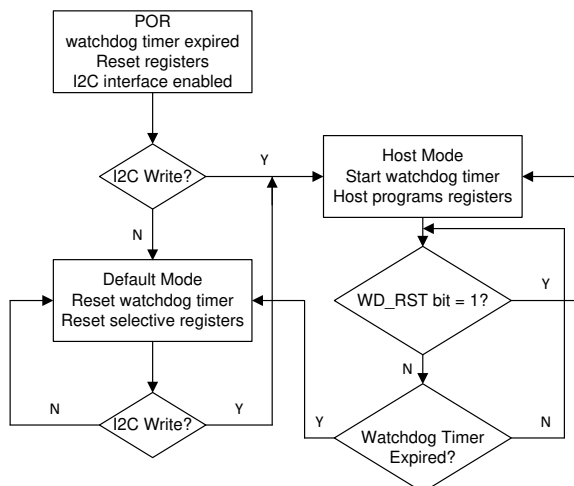 POR
watchdog timer expired
Reset registers
I2C interface enabled
I2C Write?
Y
N
Host Mode
Start watchdog timer
Host programs registers
Default Mode
Reset watchdog timer
Reset selective registers
WD_RST bit = 1?
Y
N
I2C Write?
N
Y
Watchdog Timer
Expired?
Y
N